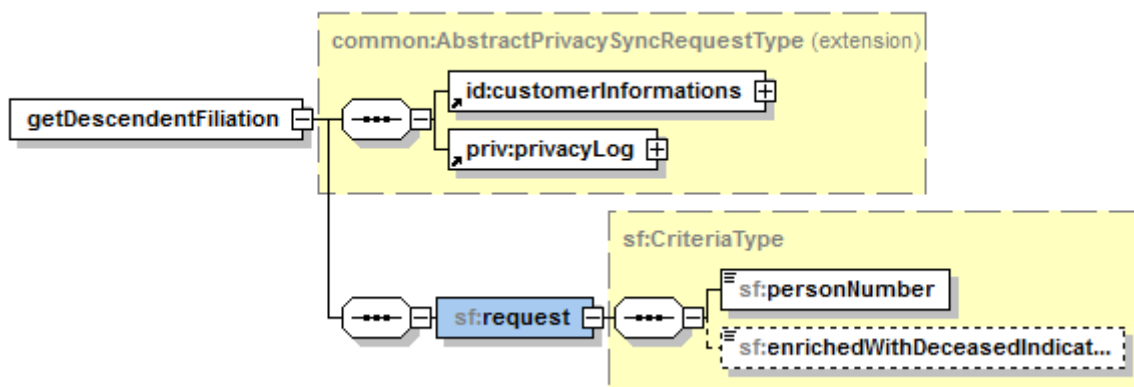 common:AbstractPrivacySyncRequestType (extension)
id:customerInformations
getDescendentFiliation
priv:privacyLog
sf:CriteriaType
sf:personNumber
sf:request
sf:enrichedWithDeceasedIndicat...